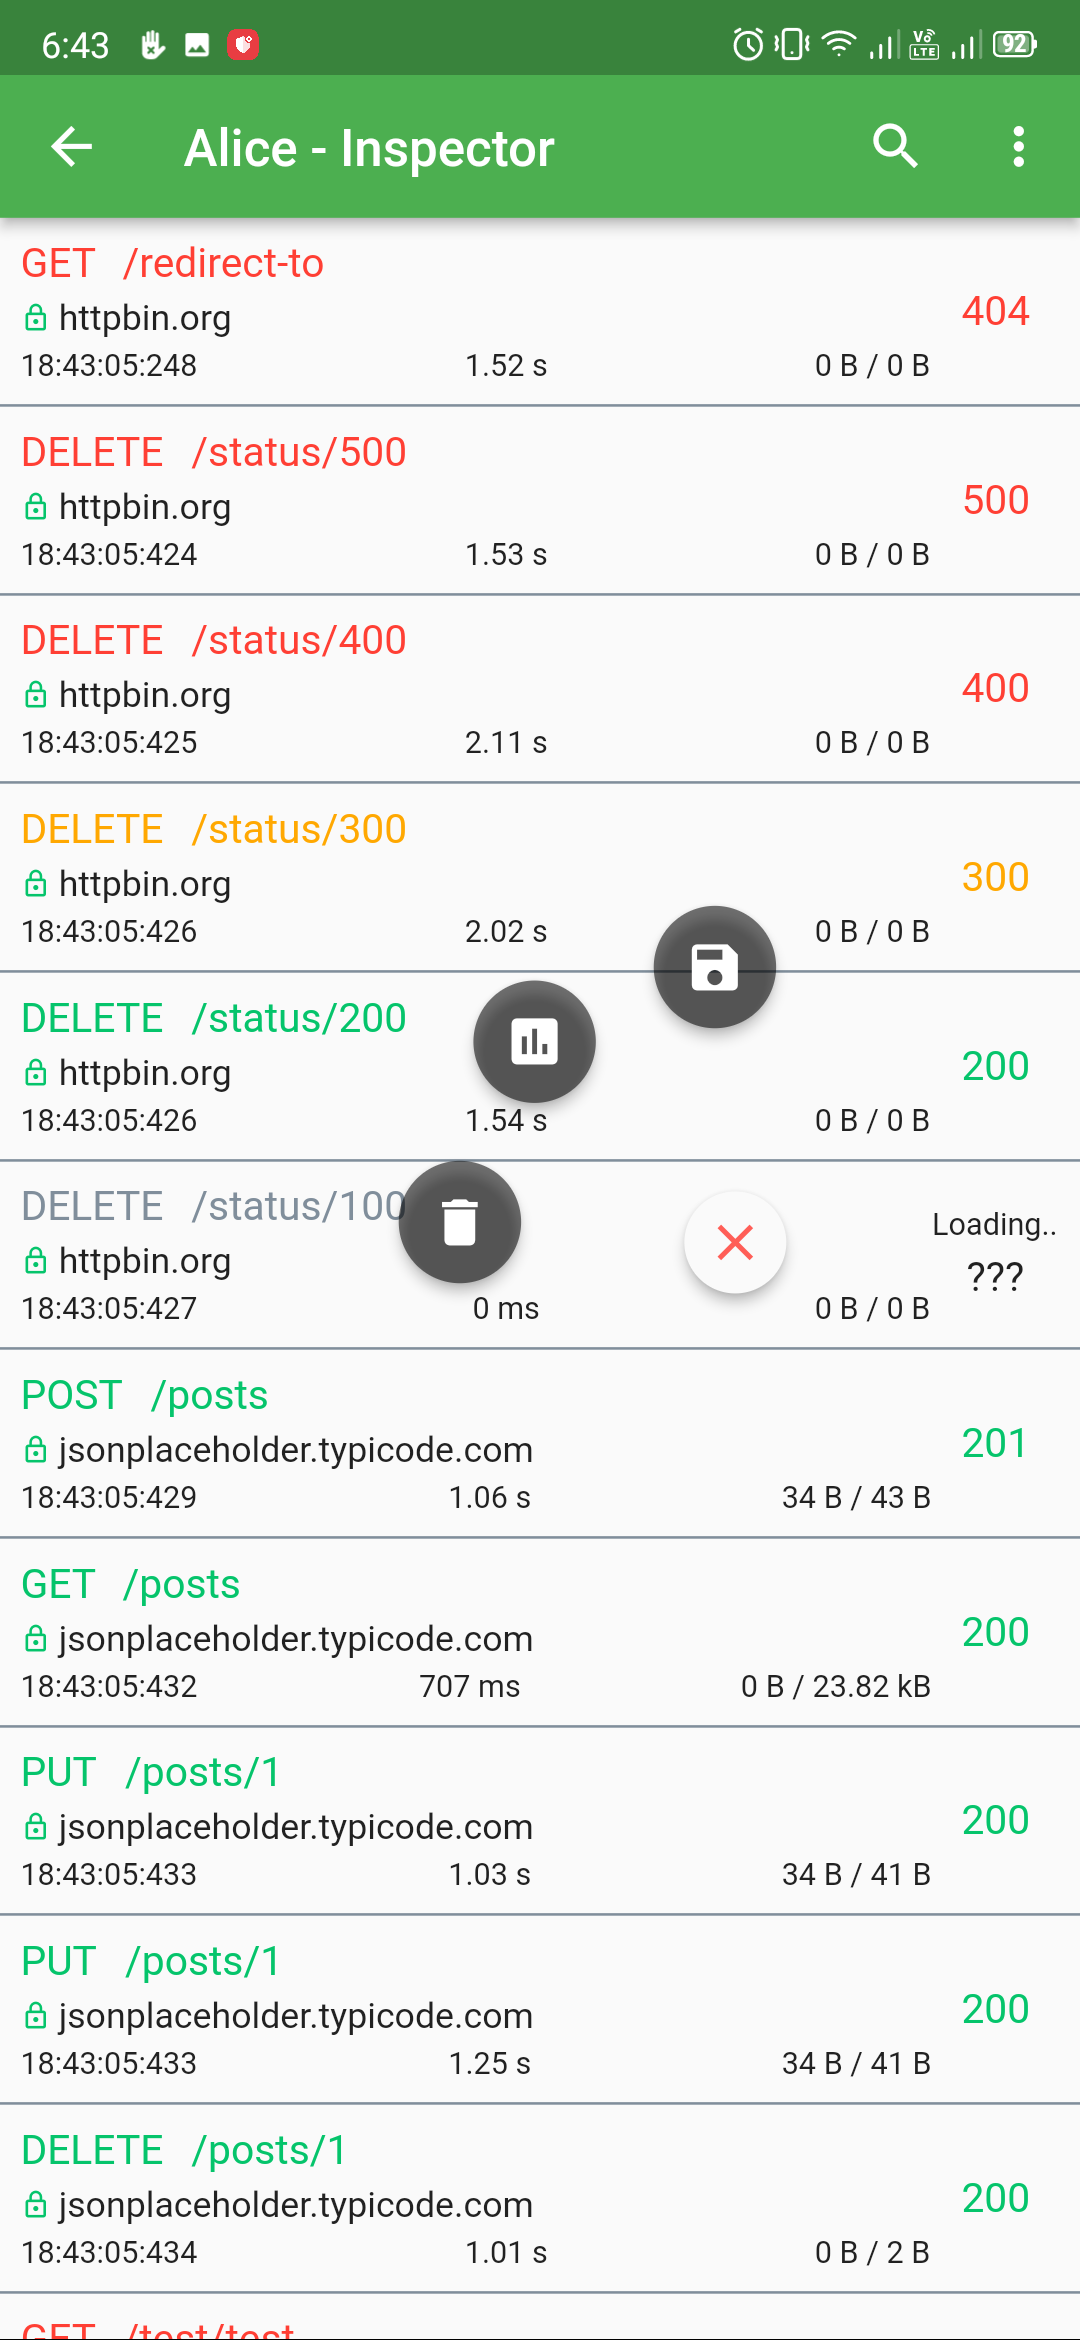 6:43 Vo LTE 92
Alice - Inspector
GET /redirect-to
httpbin.org
404
18:43:05:248 1.52 s 0 B / 0 B
DELETE /status/500
httpbin.org
500
18:43:05:424 1.53 s 0 B / 0 B
DELETE /status/400
httpbin.org
400
18:43:05:425 2.11 s 0 B / 0 B
DELETE /status/300
httpbin.org
300
18:43:05:426 2.02 s 0 B / 0 B
DELETE /status/200
httpbin.org
200
18:43:05:426 1.54 s 0 B / 0 B
DELETE /status/100
Loading..
httpbin.org
???
18:43:05:427 0 ms 0 B / 0 B
POST /posts
jsonplaceholder.typicode.com
201
18:43:05:429 1.06 s 34 B / 43 B
GET /posts
jsonplaceholder.typicode.com
200
18:43:05:432 707 ms 0 B / 23.82 kB
PUT /posts/1
jsonplaceholder.typicode.com
200
18:43:05:433 1.03 s 34 B / 41 B
PUT /posts/1
jsonplaceholder.typicode.com
200
18:43:05:433 1.25 s 34 B / 41 B
DELETE /posts/1
jsonplaceholder.typicode.com
200
18:43:05:434 1.01 s 0 B / 2 B
GET /test/test